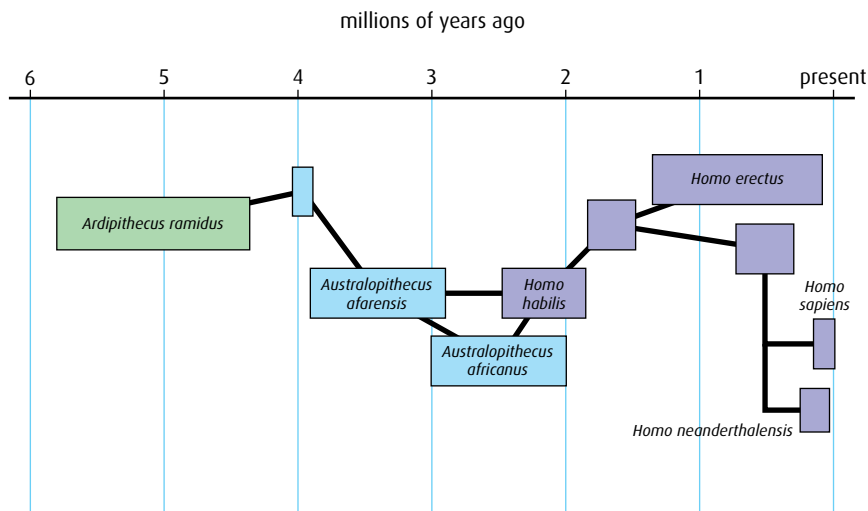 millions of years ago
6 5 4 3 2 1 present
Homo erectus
Ardipithecus ramidus
Australopithecus
afarensis
Homo
habilis
Homo
sapiens
Australopithecus
africanus
Homo neanderthalensis